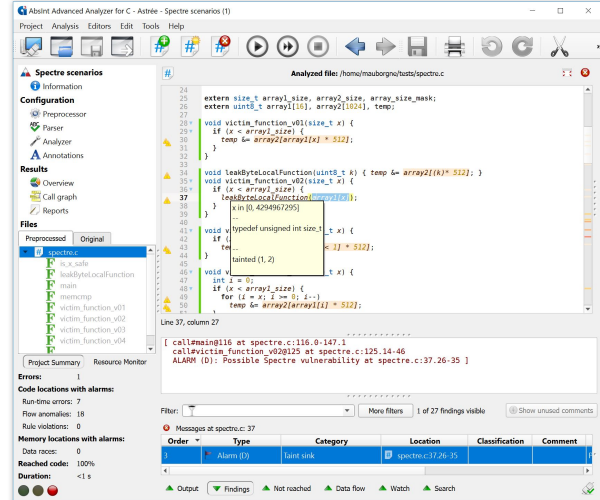 AbsInt Advanced Analyzer for C - Astrée - Spectre scenarios (1)
Project Analysis Editors Edit Tools Help
Spectre scenarios
Information
Configuration
Preprocessor
Parser
Analyzer
Annotations
Results
Overview
Call graph
Reports
Files
Preprocessed Original
spectre.c
F is_x_safe
F leakByteLocalFunction
F main
F memcmp
F victim_function_v01
F victim_function_v02
F victim_function_v03
F victim_function_v04
Project Summary Resource Monitor
Errors: 1
Code locations with alarms:
Run-time errors: 7
Flow anomalies: 18
Rule violations: 0
Memory locations with alarms:
Data races: 0
Reached code: 100%
Duration: <1 s
Analyzed file: /home/mauborgne/tests/spectre.c
24
25 extern size_t array1_size, array2_size, array_size_mask;
26 extern uint8_t array1[16], array2[1024], temp;
27
28 void victim_function_v01(size_t x) {
29 if (x < array1_size) {
30 temp &= array2[array1[x] * 512];
31 }
32 }
33
34 void leakByteLocalFunction(uint8_t k) { temp &= array2[(k)* 512]; }
35 void victim_function_v02(size_t x) {
36 if (x < array1_size) {
37 leakByteLocalFunction(array1[x]);
38 }
39 }
40
41 void v t x) {
42 if (
43 te < 1] * 512];
44 }
45
46 void v t x) {
47 int i = 0;
48 if (x < array1_size) {
49 for (i = x; i >= 0; i--)
50 temp &= array2[array1[i] * 512];
x in [0, 4294967295]
...
typedef unsigned int size_t
...
tainted (1, 2)
Line 37, column 27
[ call#main@116 at spectre.c:116.0-147.1
call#victim_function_v02@125 at spectre.c:125.14-46
ALARM (D): Possible Spectre vulnerability at spectre.c:37.26-35 ]
Filter: More filters 1 of 27 findings visible Show unused comments
Messages at spectre.c: 37
Order Type Category Location Classification Comment
3 Alarm (D) Taint sink spectre.c:37.26-35
Output Findings Not reached Data flow Watch Search